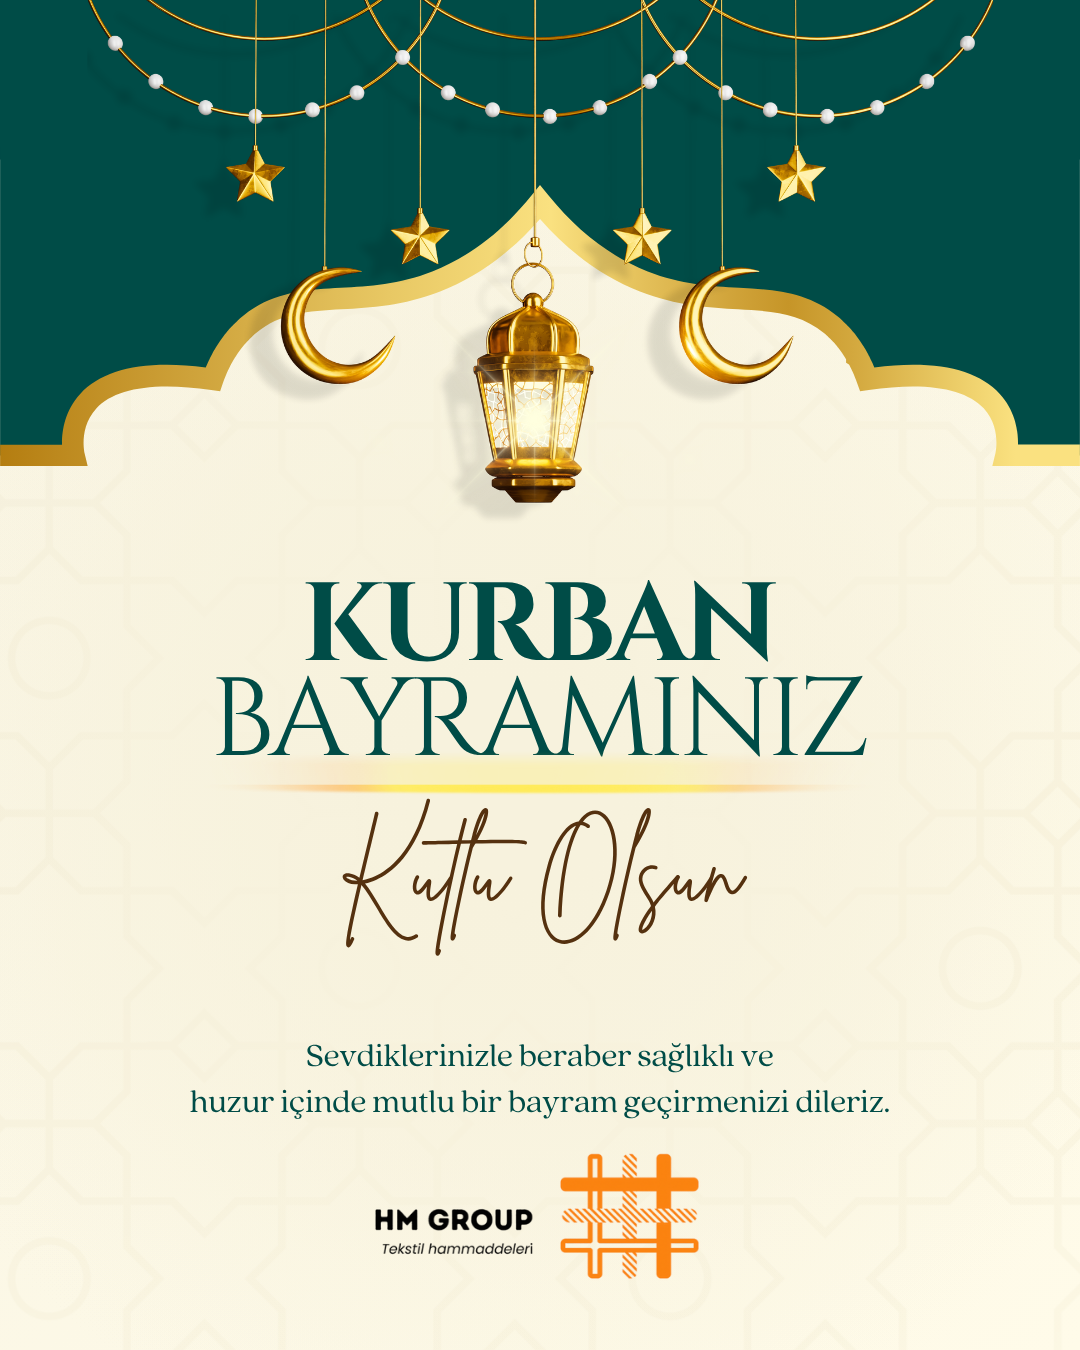 KURBAN
BAYRAMINIZ
Kutlu Olsun
Sevdiklerinizle beraber sağlıklı ve
huzur içinde mutlu bir bayram geçirmenizi dileriz.
HM GROUP
Tekstil hammaddeleri